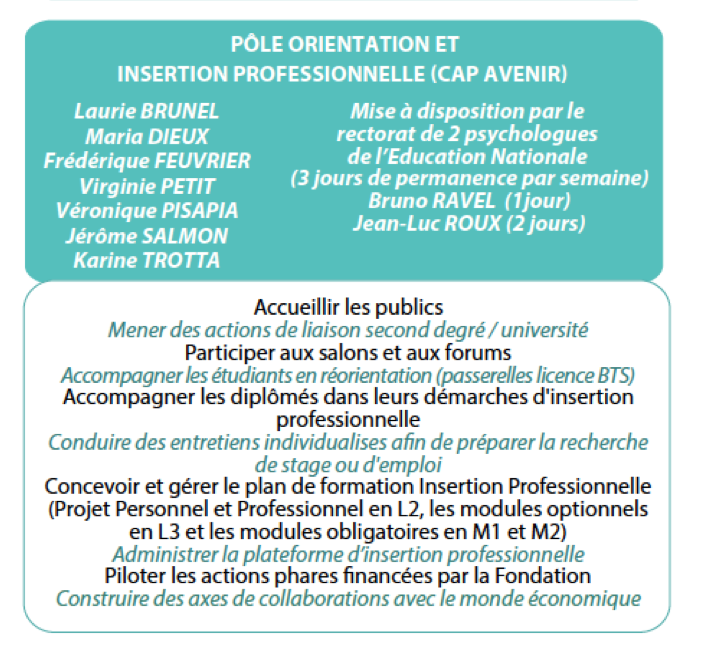 PÔLE ORIENTATION ET
INSERTION PROFESSIONNELLE (CAP AVENIR)
Laurie BRUNEL
Maria DIEUX
Frédérique FEUVRIER
Virginie PETIT
Véronique PISAPIA
Jérôme SALMON
Karine TROTTA
Mise à disposition par le
rectorat de 2 psychologues
de l’Education Nationale
(3 jours de permanence par semaine)
Bruno RAVEL (1jour)
Jean-Luc ROUX (2 jours)
Accueillir les publics
Mener des actions de liaison second degré / université
Participer aux salons et aux forums
Accompagner les étudiants en réorientation (passerelles licence BTS)
Accompagner les diplômés dans leurs démarches d'insertion
professionnelle
Conduire des entretiens individualises afin de préparer la recherche
de stage ou d'emploi
Concevoir et gérer le plan de formation Insertion Professionnelle
(Projet Personnel et Professionnel en L2, les modules optionnels
en L3 et les modules obligatoires en M1 et M2)
Administrer la plateforme d’insertion professionnelle
Piloter les actions phares financées par la Fondation
Construire des axes de collaborations avec le monde économique